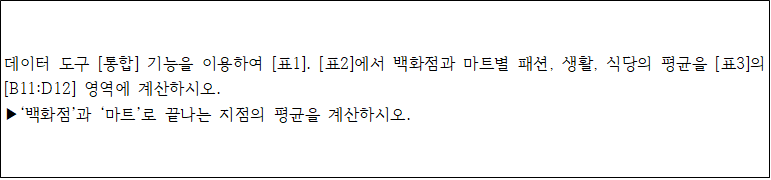 데이터 도구 [통합] 기능을 이용하여 [표1]. [표2]에서 백화점과 마트별 패션, 생활, 식당의 평균을 [표3]의
[B11:D12] 영역에 계산하시오.
▶‘백화점’과 ‘마트’로 끝나는 지점의 평균을 계산하시오.